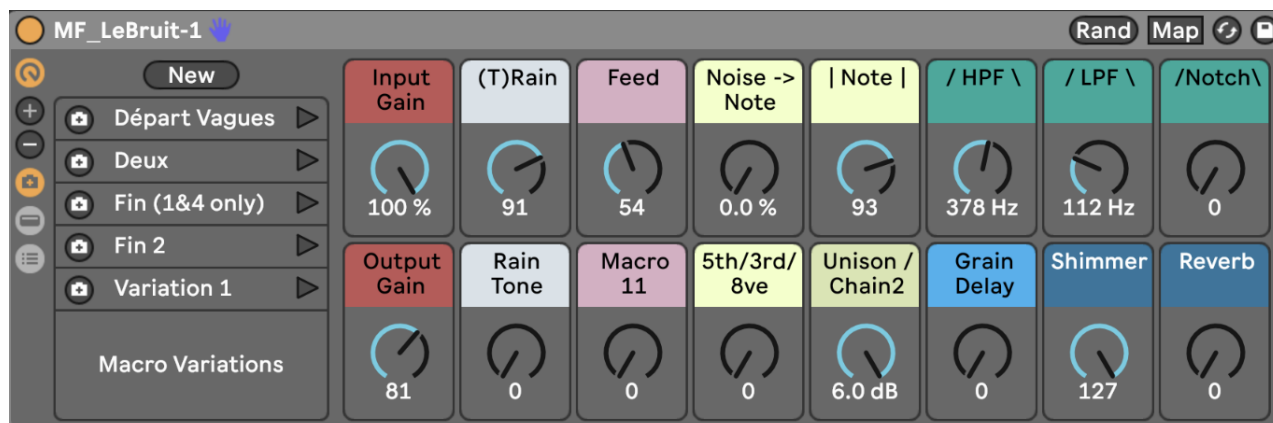 MF_LeBruit-1
Rand
Map
New
Départ Vagues
Deux
Fin (1&4 only)
Fin 2
Variation 1
Macro Variations
Input
Gain
100 %
(T)Rain
91
Feed
54
Noise ->
Note
0.0 %
| Note |
93
/ HPF \
378 Hz
/ LPF \
112 Hz
/Notch\
0
Output
Gain
81
Rain
Tone
0
Macro
11
0
5th/3rd/
8ve
0
Unison /
Chain2
6.0 dB
Grain
Delay
0
Shimmer
127
Reverb
0